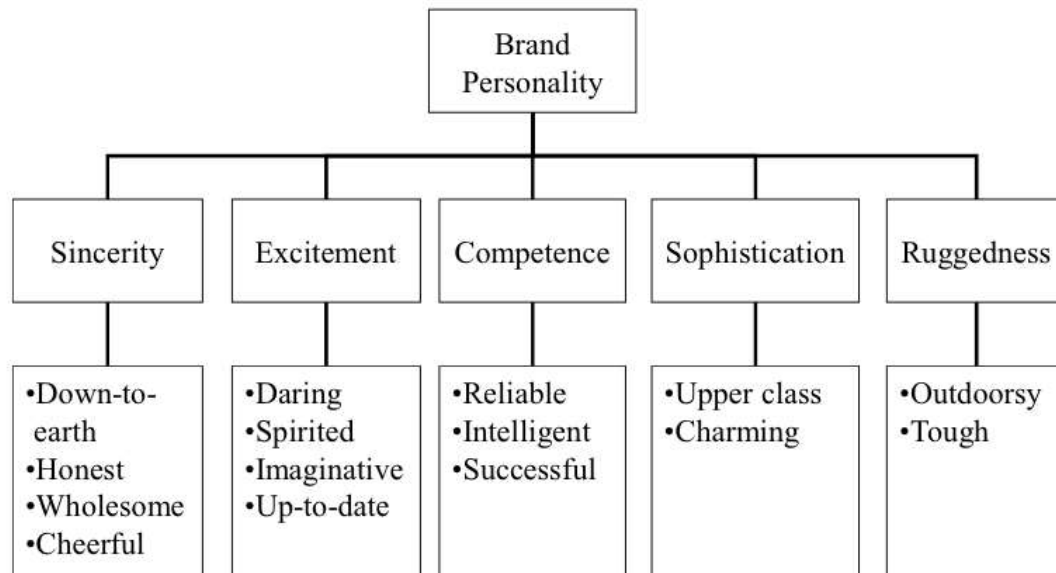 Brand
Personality
Sincerity
Excitement
Competence
Sophistication
Ruggedness
•Down-to-
earth
•Honest
•Wholesome
•Cheerful
•Daring
•Spirited
•Imaginative
•Up-to-date
•Reliable
•Intelligent
•Successful
•Upper class
•Charming
•Outdoorsy
•Tough